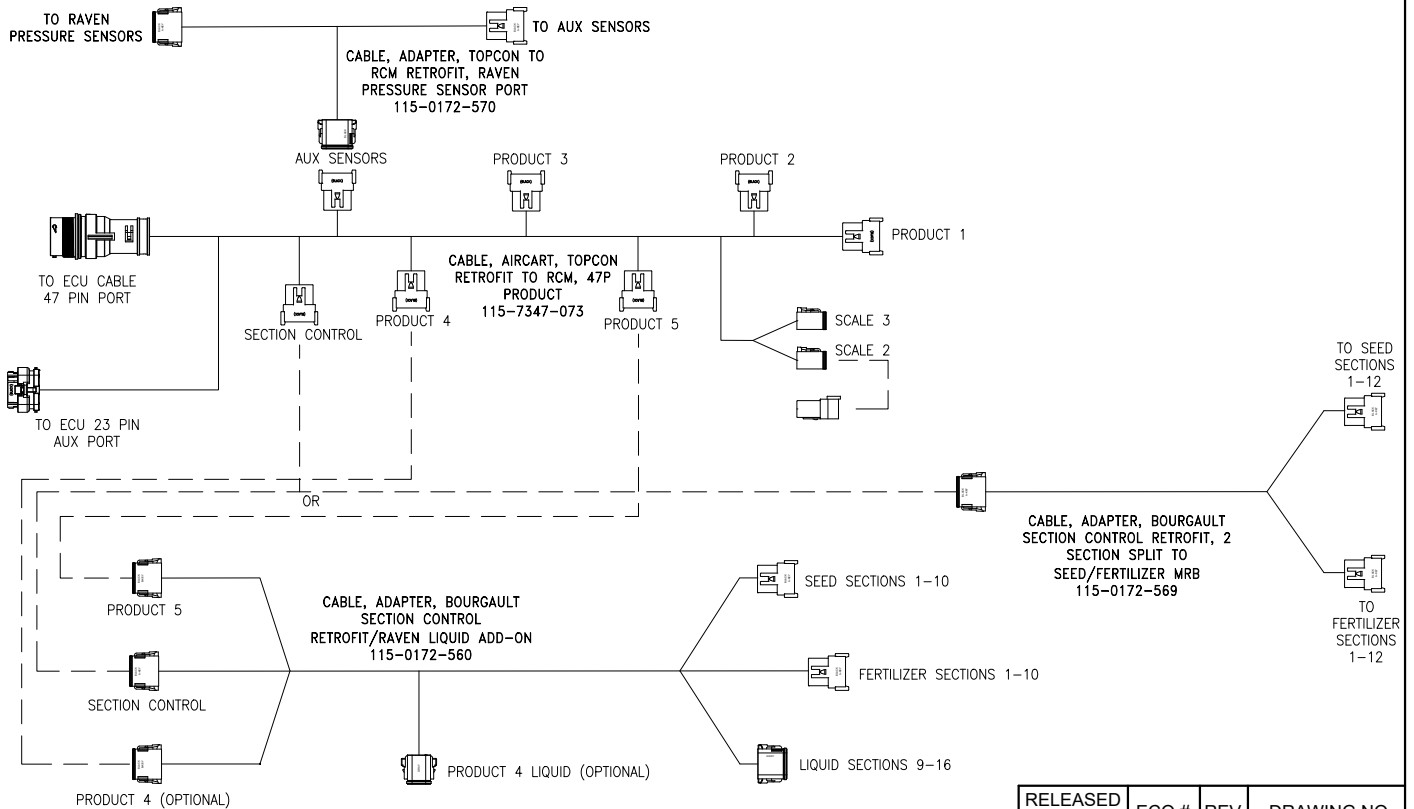 TO RAVEN
PRESSURE SENSORS
TO AUX SENSORS
CABLE, ADAPTER, TOPCON TO
RCM RETROFIT, RAVEN
PRESSURE SENSOR PORT
115-0172-570
AUX SENSORS
PRODUCT 3
PRODUCT 2
PRODUCT 1
TO ECU CABLE
47 PIN PORT
CABLE, AIRCART, TOPCON
RETROFIT TO RCM, 47P
PRODUCT
115-7347-073
SECTION CONTROL
PRODUCT 4
PRODUCT 5
SCALE 3
SCALE 2
TO ECU 23 PIN
AUX PORT
TO SEED
SECTIONS
1-12
OR
CABLE, ADAPTER, BOURGAULT
SECTION CONTROL RETROFIT, 2
SECTION SPLIT TO
SEED/FERTILIZER MRB
115-0172-569
TO
FERTILIZER
SECTIONS
1-12
PRODUCT 5
CABLE, ADAPTER, BOURGAULT
SECTION CONTROL
RETROFIT/RAVEN LIQUID ADD-ON
115-0172-560
SEED SECTIONS 1-10
SECTION CONTROL
FERTILIZER SECTIONS 1-10
PRODUCT 4 (OPTIONAL)
PRODUCT 4 LIQUID (OPTIONAL)
LIQUID SECTIONS 9-16
RELEASED
ECO # REV DRAWING NO.